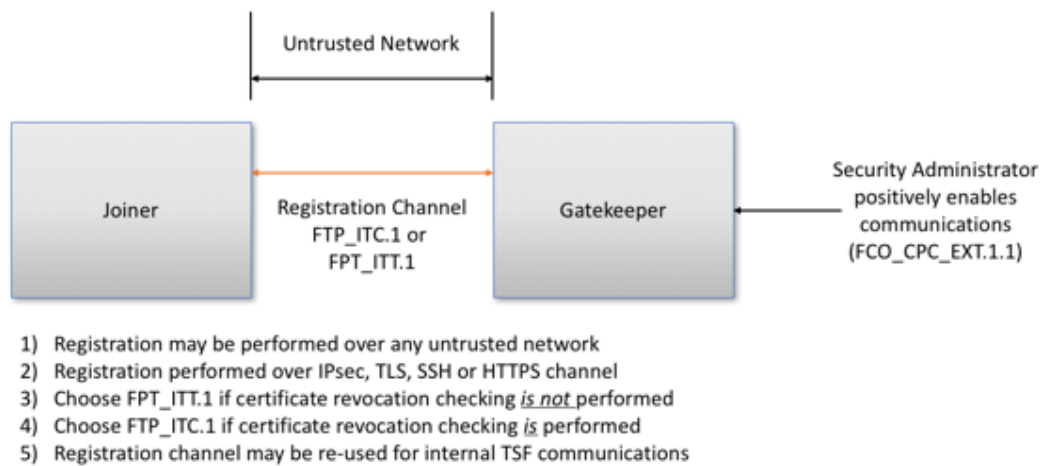 Untrusted Network
Joiner
Registration Channel
FTP_ITC.1 or
FPT_ITT.1
Gatekeeper
Security Administrator
positively enables
communications
(FCO_CPC_EXT.1.1)
1) Registration may be performed over any untrusted network
2) Registration performed over IPsec, TLS, SSH or HTTPS channel
3) Choose FPT_ITT.1 if certificate revocation checking is not performed
4) Choose FTP_ITC.1 if certificate revocation checking is performed
5) Registration channel may be re-used for internal TSF communications